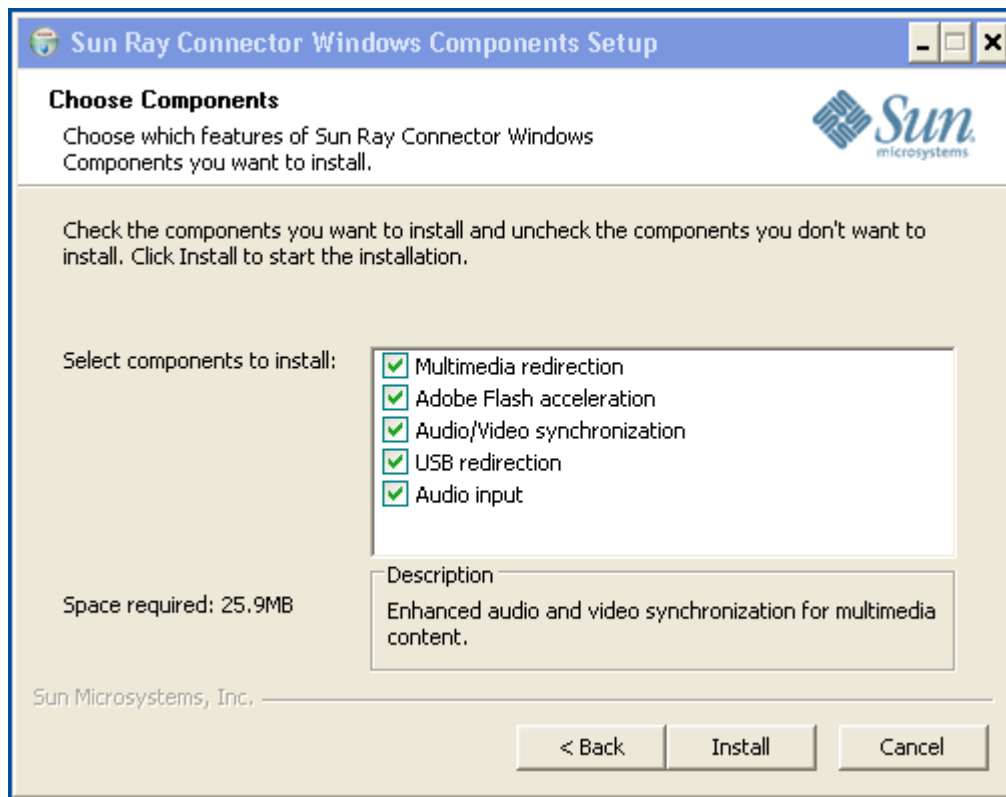 Sun Ray Connector Windows Components Setup
Choose Components
Choose which features of Sun Ray Connector Windows
Components you want to install.
Sun
microsystems
Check the components you want to install and uncheck the components you don't want to
install. Click Install to start the installation.
Select components to install:
Multimedia redirection
Adobe Flash acceleration
Audio/Video synchronization
USB redirection
Audio input
Space required: 25.9MB
Description
Enhanced audio and video synchronization for multimedia
content.
Sun Microsystems, Inc.
< Back
Install
Cancel